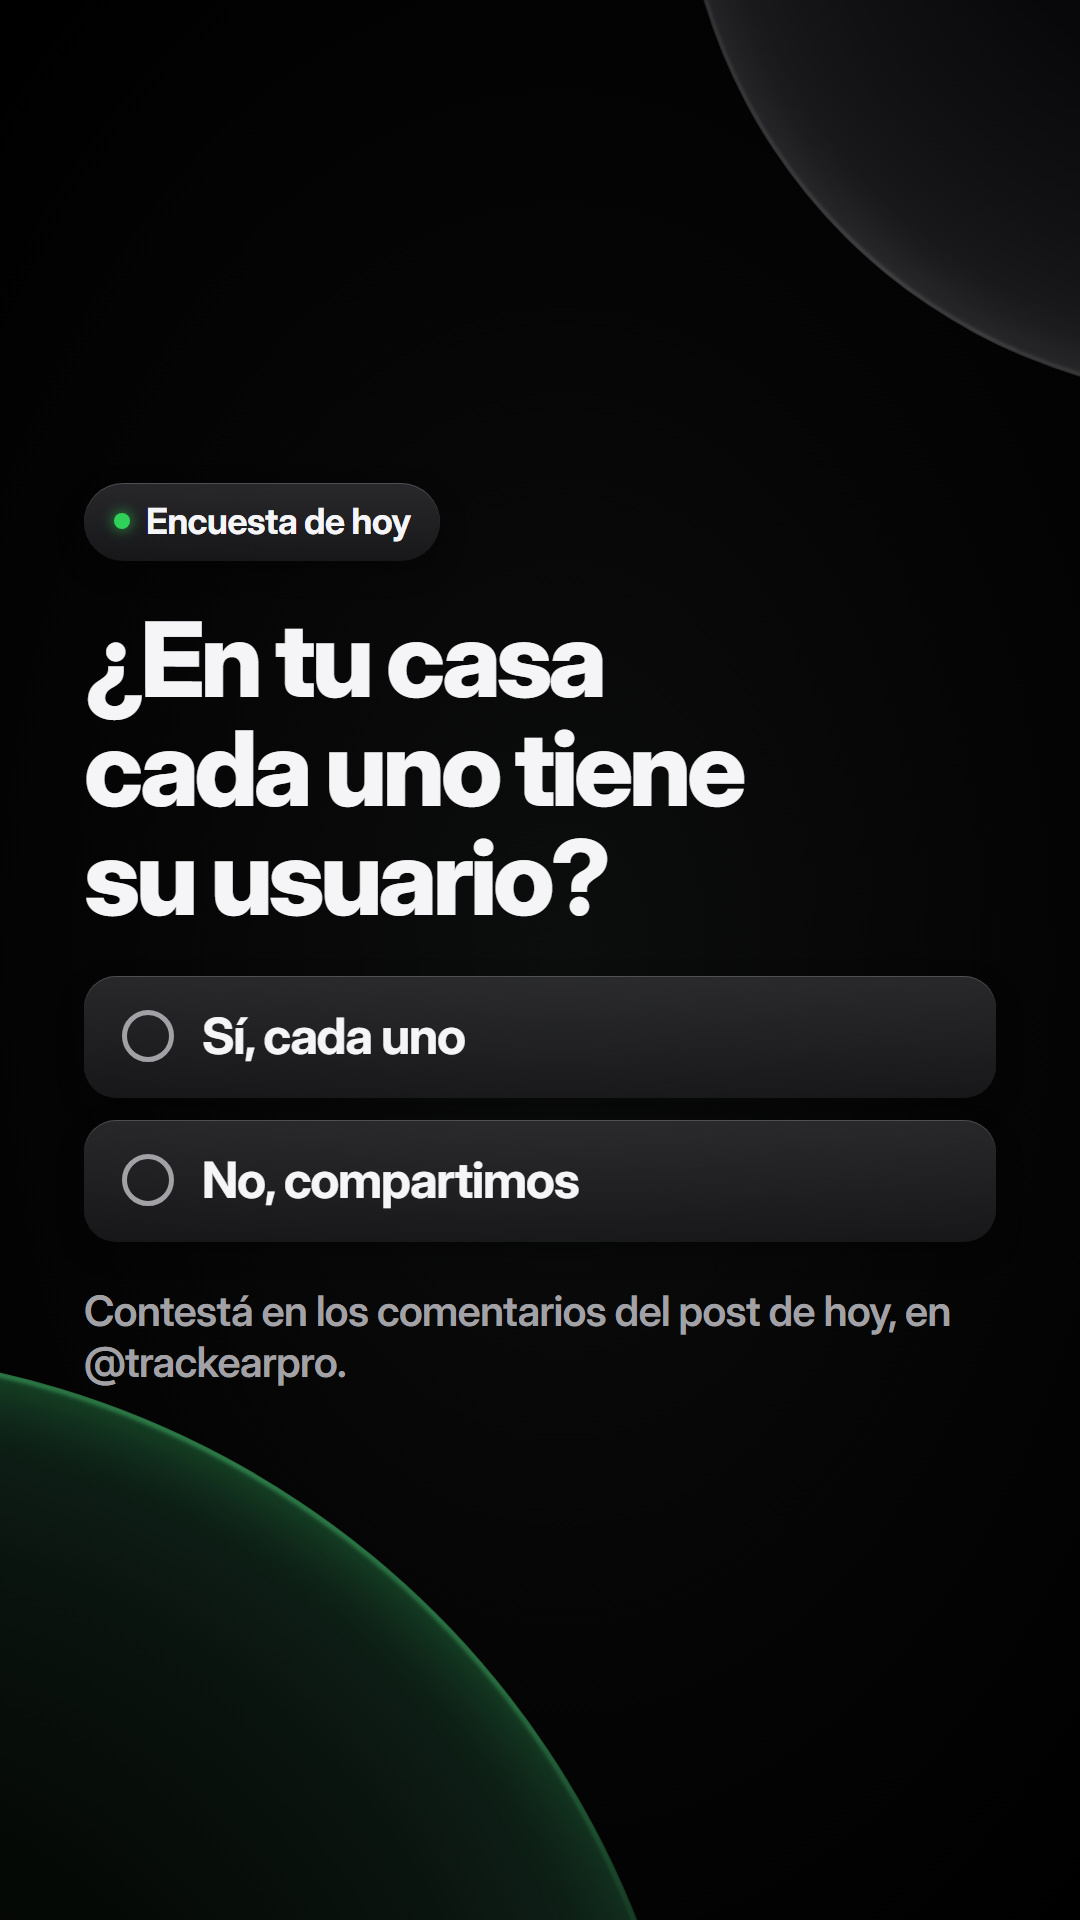 Encuesta de hoy
¿En tu casa
cada uno tiene
su usuario?
Sí, cada uno
No, compartimos
Contestá en los comentarios del post de hoy, en
@trackearpro.